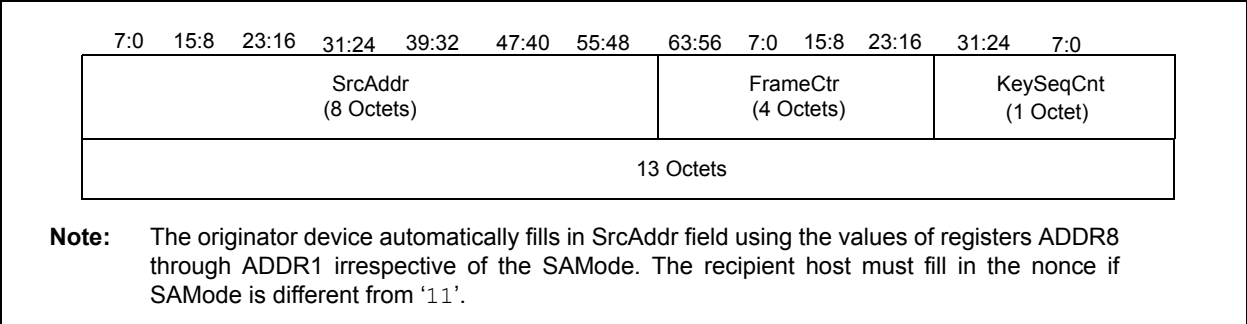 7:0 15:8 23:16 31:24 39:32 47:40 55:48 63:56 7:0 15:8 23:16 31:24 7:0
SrcAddr FrameCtr KeySeqCnt
(8 Octets) (4 Octets) (1 Octet)
13 Octets
Note: The originator device automatically fills in SrcAddr field using the values of registers ADDR8
through ADDR1 irrespective of the SAMode. The recipient host must fill in the nonce if
SAMode is different from ‘11’.